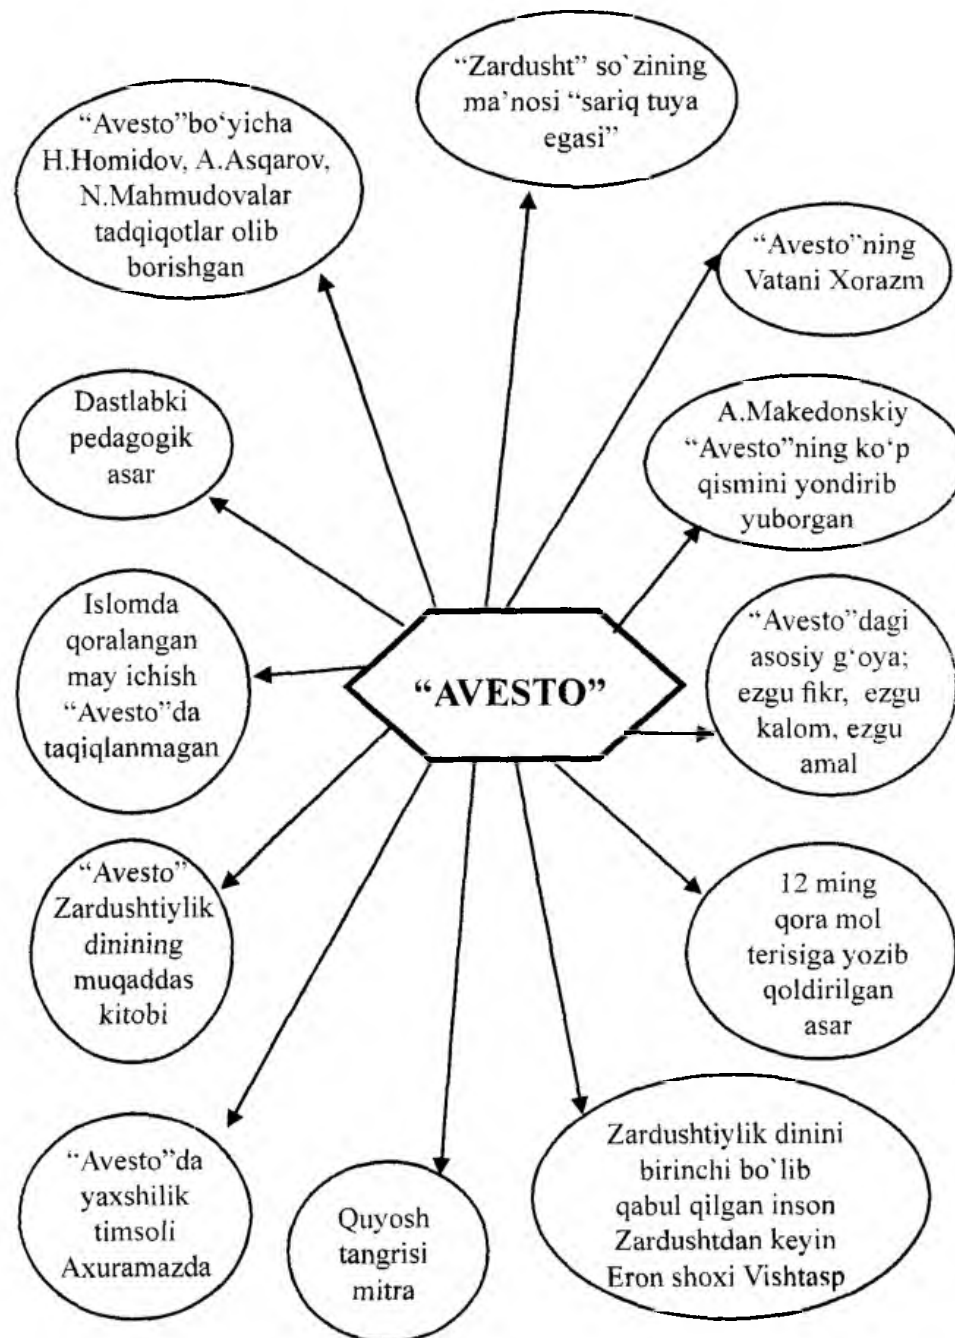 “Zardusht” so`zining
ma’nosi “sariq tuya
egasi”
“Avesto”bo‘yicha
H.Homidov, A.Asqarov,
N.Mahmudovalar
tadqiqotlar olib
borishgan
“Avesto”ning
Vatani Xorazm
Dastlabki
pedagogik
asar
A.Makedonskiy
“Avesto”ning ko‘p
qismini yondirib
yuborgan
Islomda
qoralangan
may ichish
“Avesto”da
taqiqlanmagan
“AVESTO”
“Avesto”dagi
asosiy g‘oya;
ezgu fikr, ezgu
kalom, ezgu
amal
“Avesto”
Zardushtiylik
dinining
muqaddas
kitobi
12 ming
qora mol
terisiga yozib
qoldirilgan
asar
“Avesto”da
yaxshilik
timsoli
Axuramazda
Quyosh
tangrisi
mitra
Zardushtiylik dinini
birinchi bo`lib
qabul qilgan inson
Zardushtdan keyin
Eron shoxi Vishtasp